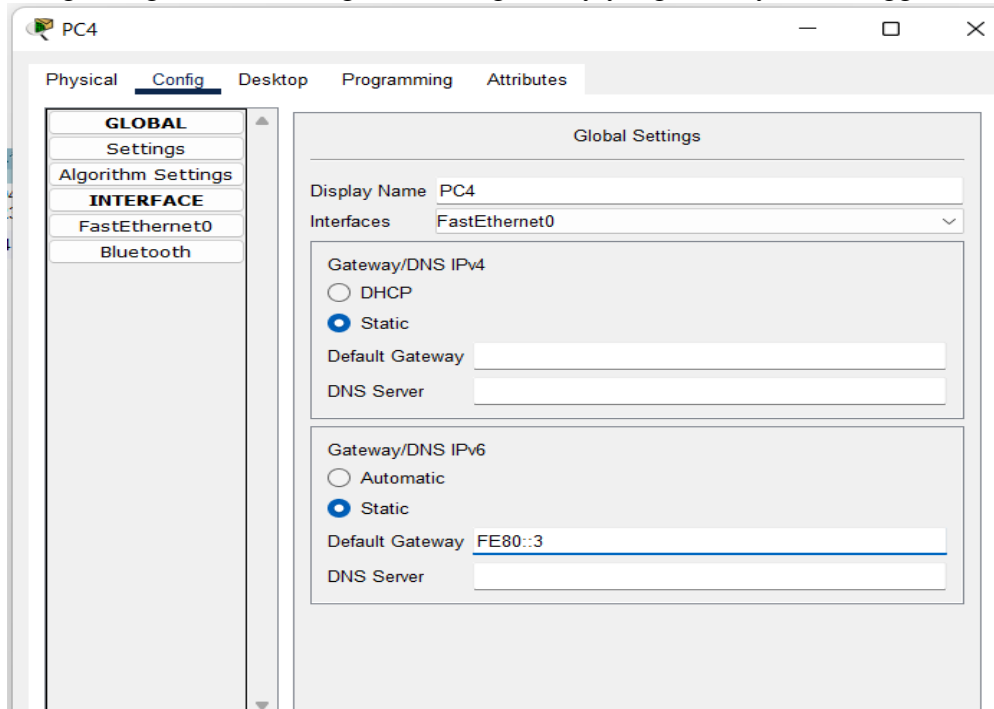 PC4
Physical Config Desktop Programming Attributes
GLOBAL
Settings
Algorithm Settings
INTERFACE
FastEthernet0
Bluetooth
Global Settings
Display Name PC4
Interfaces FastEthernet0
Gateway/DNS IPv4
DHCP
Static
Default Gateway
DNS Server
Gateway/DNS IPv6
Automatic
Static
Default Gateway FE80::3
DNS Server